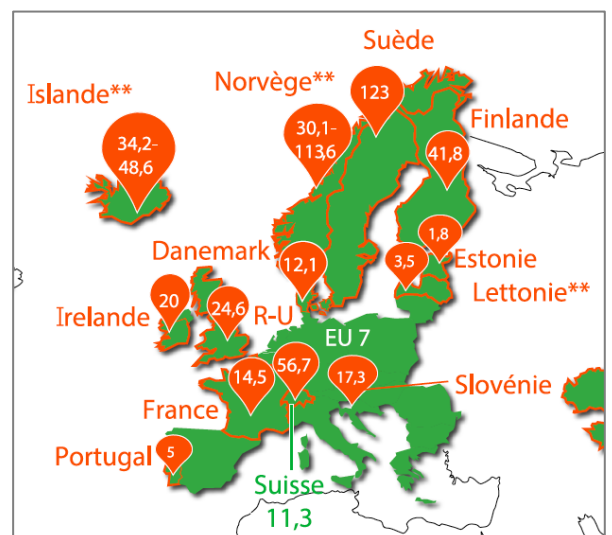 Suède
Norvège**
Islande**
123
Finlande
34,2-
48,6
30,1-
113,6
41,8
1,8
Danemark
12,1
3,5
Estonie
Lettonie**
20
Irelande
24,6
R-U
EU 7
14,5
56,7
17,3
Slovénie
France
Portugal
5
Suisse
11,3